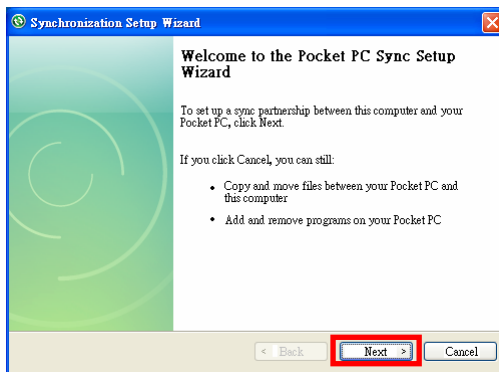 Synchronization Setup Wizard
Welcome to the Pocket PC Sync Setup
Wizard
To set up a sync partnership between this computer and your
Pocket PC, click Next.
If you click Cancel, you can still:
• Copy and move files between your Pocket PC and
this computer
• Add and remove programs on your Pocket PC
< Back
Next >
Cancel